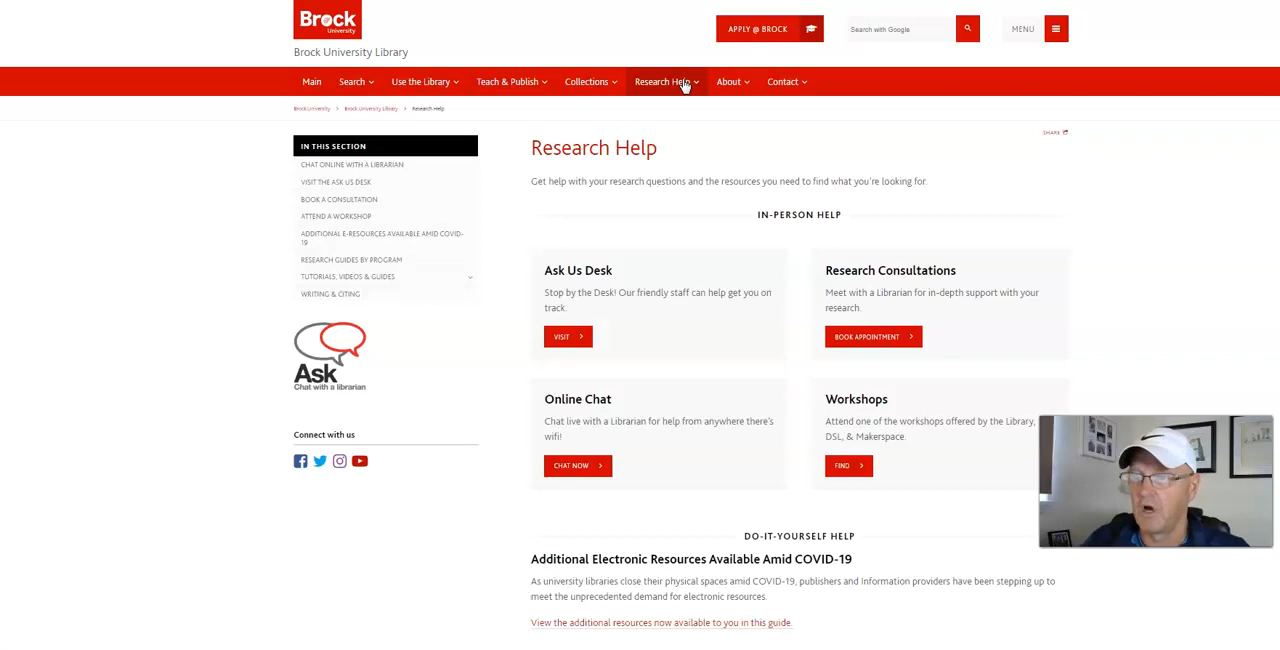 Brock
University
Brock University Library
APPLY @ BROCK
Search with Google
MENU
Main
Search
Use the Library
Teach & Publish
Collections
Research Help
About
Contact
Brock University > Brock University Library > Research Help
IN THIS SECTION
CHAT ONLINE WITH A LIBRARIAN
VISIT THE ASK US DESK
BOOK A CONSULTATION
ATTEND A WORKSHOP
ADDITIONAL E-RESOURCES AVAILABLE AMID COVID-
19
RESEARCH GUIDES BY PROGRAM
TUTORIALS, VIDEOS & GUIDES
WRITING & CITING
Ask
Chat with a librarian
Connect with us
SHARE
Research Help
Get help with your research questions and the resources you need to find what you're looking for.
IN-PERSON HELP
Ask Us Desk
Stop by the Desk! Our friendly staff can help get you on
track.
VISIT >
Research Consultations
Meet with a Librarian for in-depth support with your
research.
BOOK APPOINTMENT >
Online Chat
Chat live with a Librarian for help from anywhere there's
wifi!
CHAT NOW >
Workshops
Attend one of the workshops offered by the Library,
DSL, & Makerspace.
FIND >
DO-IT-YOURSELF HELP
Additional Electronic Resources Available Amid COVID-19
As university libraries close their physical spaces amid COVID-19, publishers and Information providers have been stepping up to
meet the unprecedented demand for electronic resources.
View the additional resources now available to you in this guide.